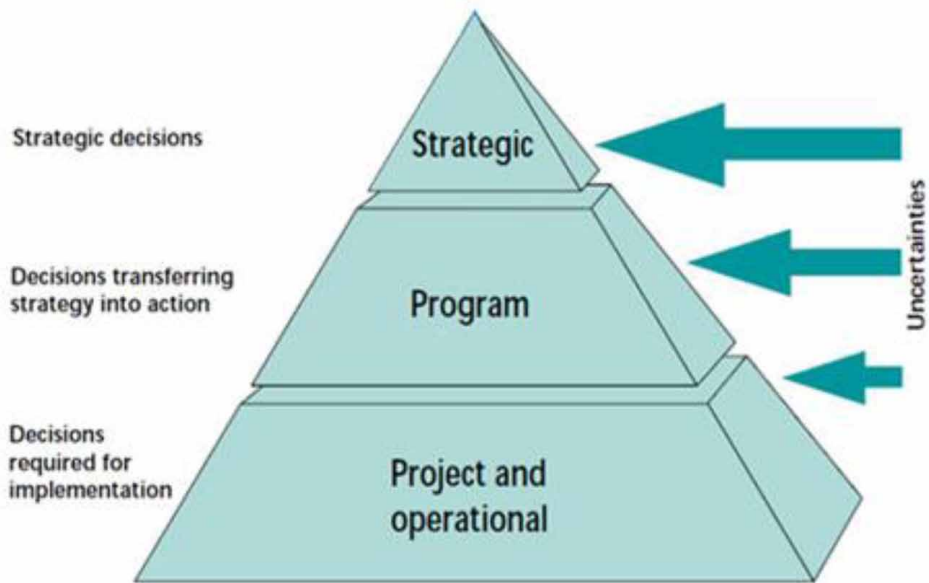 Strategic decisions
Strategic
Decisions transferring
strategy into action
Program
Decisions
required for
implementation
Project and
operational
Uncertainties